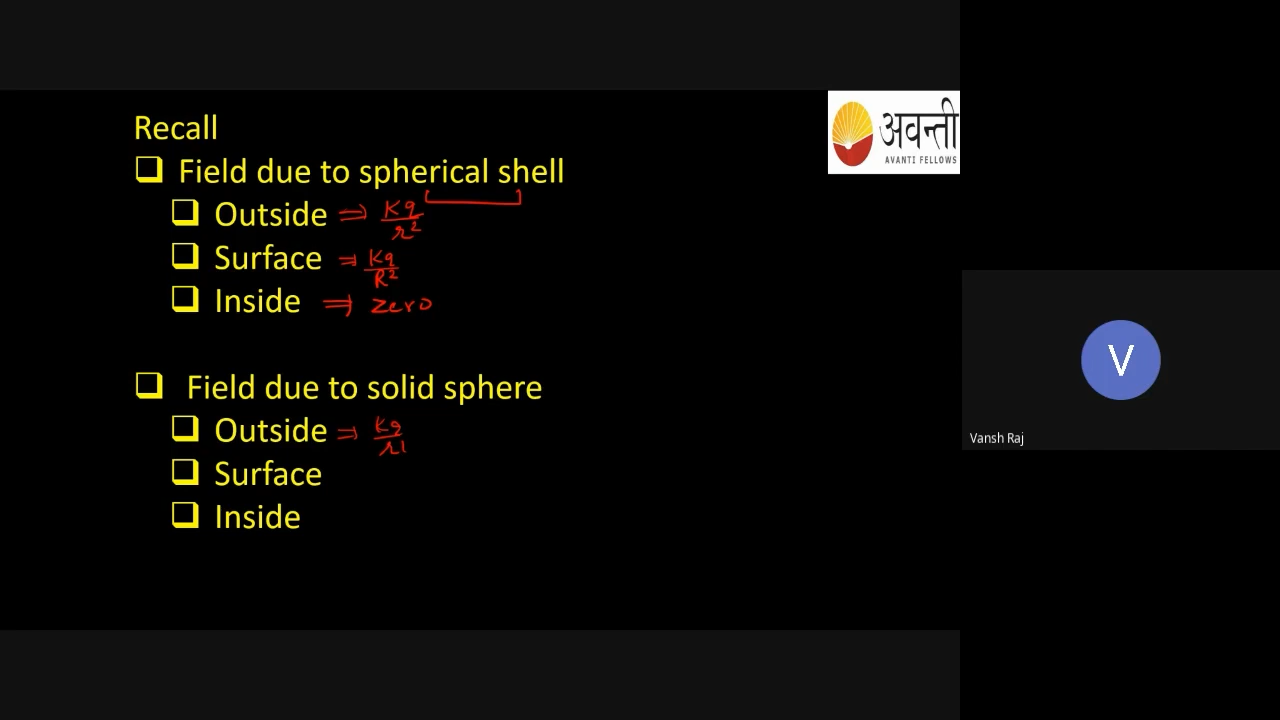 Recall
❑ Field due to spherical shell
❑ Outside ⇒ Kq/r²
❑ Surface ⇒ Kq/R²
❑ Inside ⇒ zero
❑ Field due to solid sphere
❑ Outside ⇒ Kq/r
❑ Surface
❑ Inside
अवन्ती
AVANTI FELLOWS
V
Vansh Raj